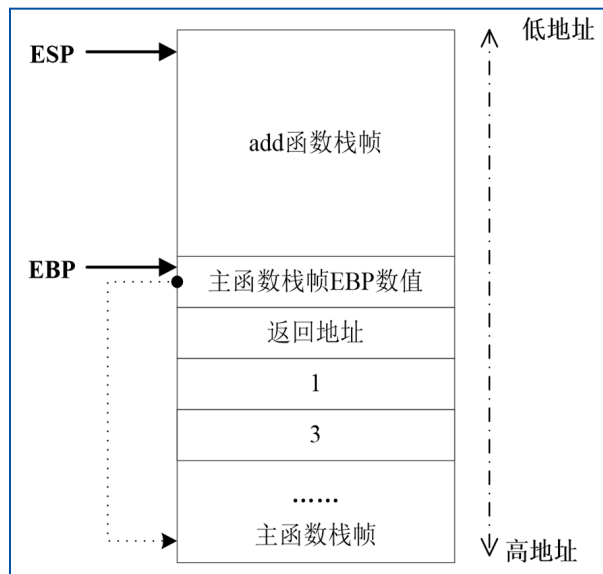 低地址
ESP
add函数栈帧
EBP
主函数栈帧EBP数值
返回地址
1
3
......
主函数栈帧
高地址